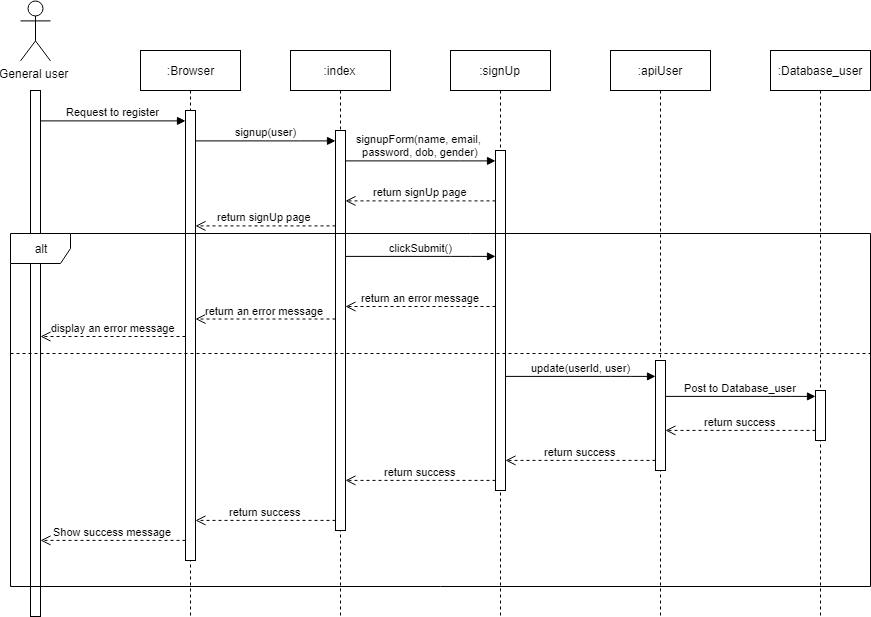 General user
:Browser
:index
:signUp
:apiUser
:Database_user
Request to register
signup(user)
signupForm(name, email,
password, dob, gender)
return signUp page
return signUp page
alt
clickSubmit()
return an error message
return an error message
display an error message
update(userId, user)
Post to Database_user
return success
return success
return success
return success
Show success message